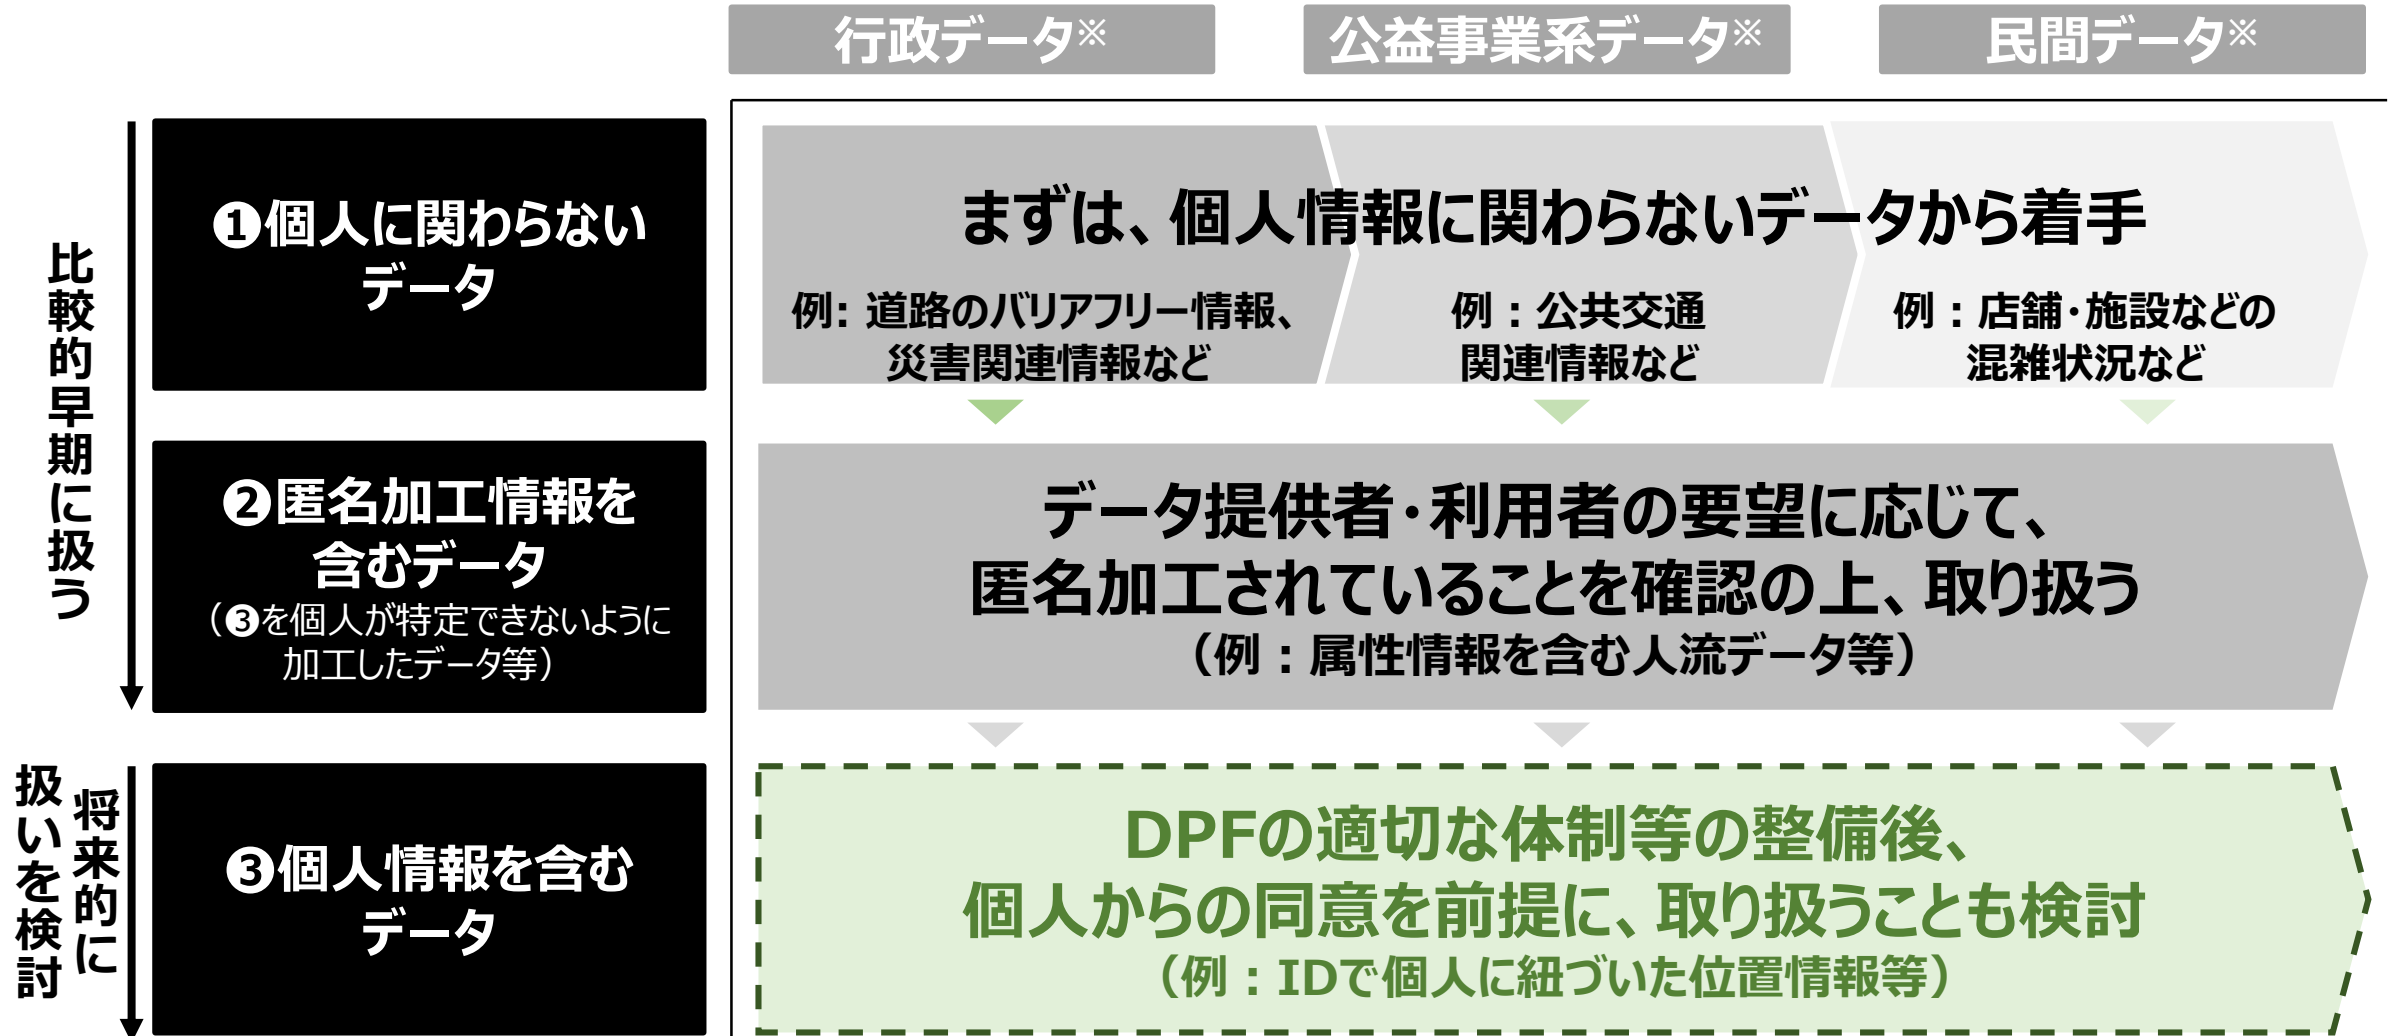 行政データ※
公益事業系データ※
民間データ※
比較的早期に扱う
❶個人に関わらない
データ
まずは、個人情報に関わらないデータから着手
例: 道路のバリアフリー情報、
災害関連情報など
例：公共交通
関連情報など
例：店舗・施設などの
混雑状況など
❷匿名加工情報を
含むデータ
（❸を個人が特定できないように
加工したデータ等）
データ提供者・利用者の要望に応じて、
匿名加工されていることを確認の上、取り扱う
（例：属性情報を含む人流データ等）
将来的に
扱いを検討
❸個人情報を含む
データ
DPFの適切な体制等の整備後、
個人からの同意を前提に、取り扱うことも検討
（例：IDで個人に紐づいた位置情報等）